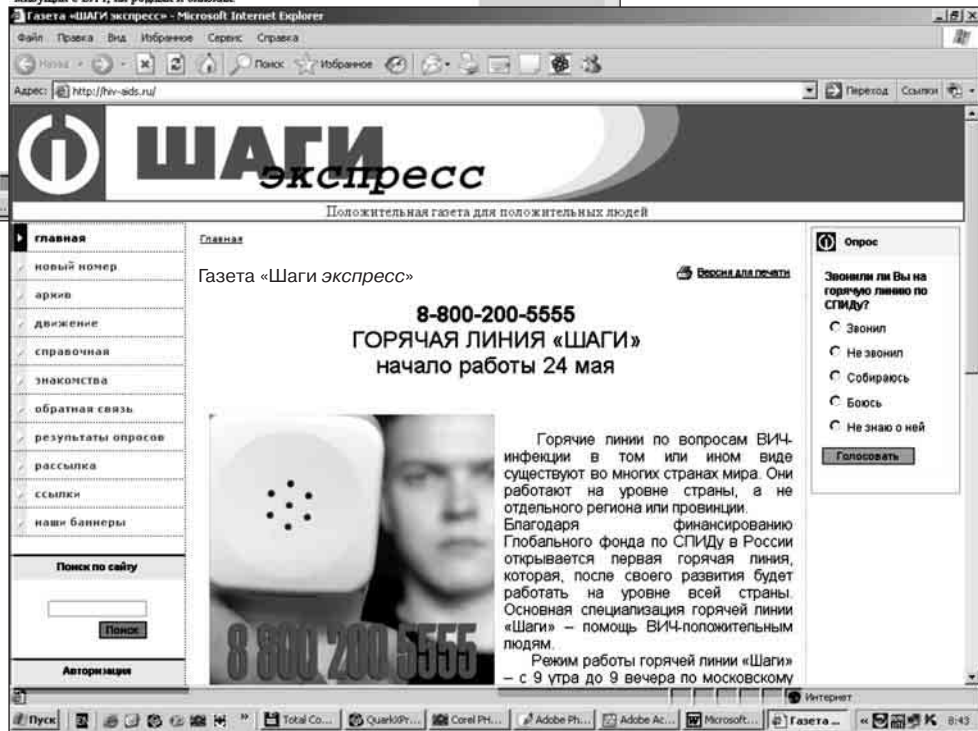 Газета «ШАГИ экспресс» - Microsoft Internet Explorer
Файл Правка Вид Избранное Сервис Справка
Назад Поиск Избранное
Адрес: http://hiv-aids.ru/ Переход Ссылки
ШАГИ
экспресс
Положительная газета для положительных людей
главная
новый номер
архив
движение
справочная
знакомства
обратная связь
результаты опросов
рассылка
ссылки
наши баннеры
Поиск по сайту
Поиск
Авторизация
Главная
Газета «Шаги экспресс»
Версия для печати
8-800-200-5555
ГОРЯЧАЯ ЛИНИЯ «ШАГИ»
начало работы 24 мая
8 800 200 5555
Горячие линии по вопросам ВИЧ-
инфекции в том или ином виде
существуют во многих странах мира. Они
работают на уровне страны, а не
отдельного региона или провинции.
Благодаря финансированию
Глобального фонда по СПИДу в России
открывается первая горячая линия,
которая, после своего развития будет
работать на уровне всей страны.
Основная специализация горячей линии
«Шаги» – помощь ВИЧ-положительным
людям.
Режим работы горячей линии «Шаги»
– с 9 утра до 9 вечера по московскому
Опрос
Звонили ли Вы на
горячую линию по
СПИДу?
Звонил
Не звонил
Собираюсь
Боюсь
Не знаю о ней
Голосовать
Интернет
Пуск Total Co... QuarkXPr... Corel PH... Adobe Ph... Adobe Ac... Microsoft... Газета ... 8:43